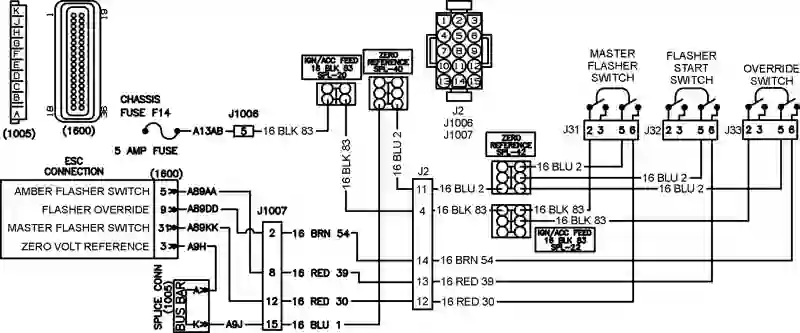 K
J
H
G
F
E
D
C
B
A
(1005)
1
19
18
36
(1600)
CHASSIS
FUSE F14
5 AMP FUSE
A13AB
J1006
5
16 BLK 83
IGN/ACC FEED
16 BLK 83
SPL-20
ZERO
REFERENCE
SPL-40
1 2 3
4 5 6
7 8 9
10 11 12
13 14 15
J2
J1006
J1007
MASTER
FLASHER
SWITCH
FLASHER
START
SWITCH
OVERRIDE
SWITCH
J31 2 3 5 6
J32 2 3 5 6
J33 2 3 5 6
16 BLU 2
16 BLK 83
16 BLU 2
ZERO
REFERENCE
SPL-42
16 BLU 2
16 BLU 2
J2
11
16 BLU 2
4
16 BLK 83
16 BLK 83
16 BLK 83
IGN/ACC FEED
16 BLK 83
SPL-22
14
16 BRN 54
13
16 RED 39
12
16 RED 30
ESC
CONNECTION
(1600)
AMBER FLASHER SWITCH 5 A89AA
FLASHER OVERRIDE 9 A89DD
MASTER FLASHER SWITCH 31 A89KK
ZERO VOLT REFERENCE 3 A9H
J1007
2 16 BRN 54
8 16 RED 39
12 16 RED 30
15 16 BLU 1
SPLICE CONN
(1005)
BUS BAR
A
K
A9J